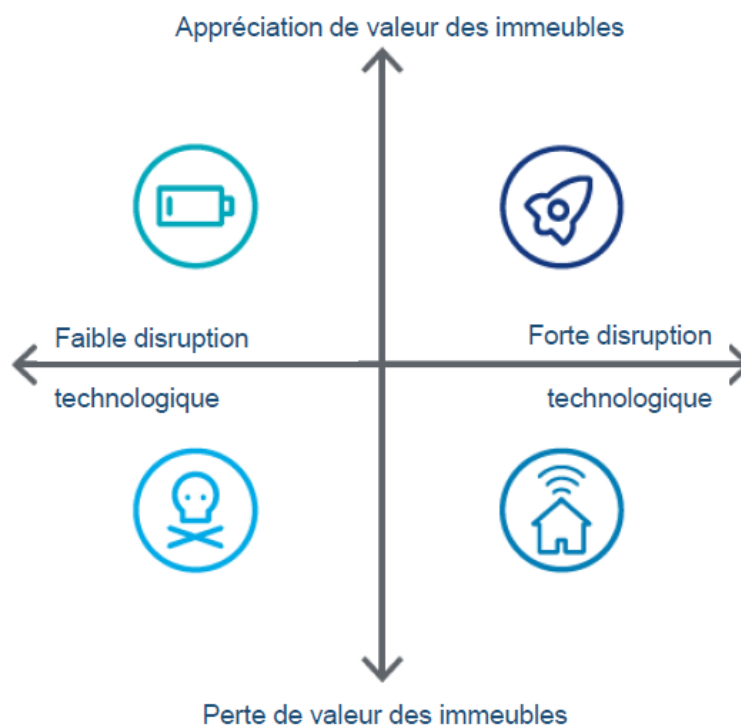 Appréciation de valeur des immeubles
Faible disruption
technologique
Forte disruption
technologique
Perte de valeur des immeubles